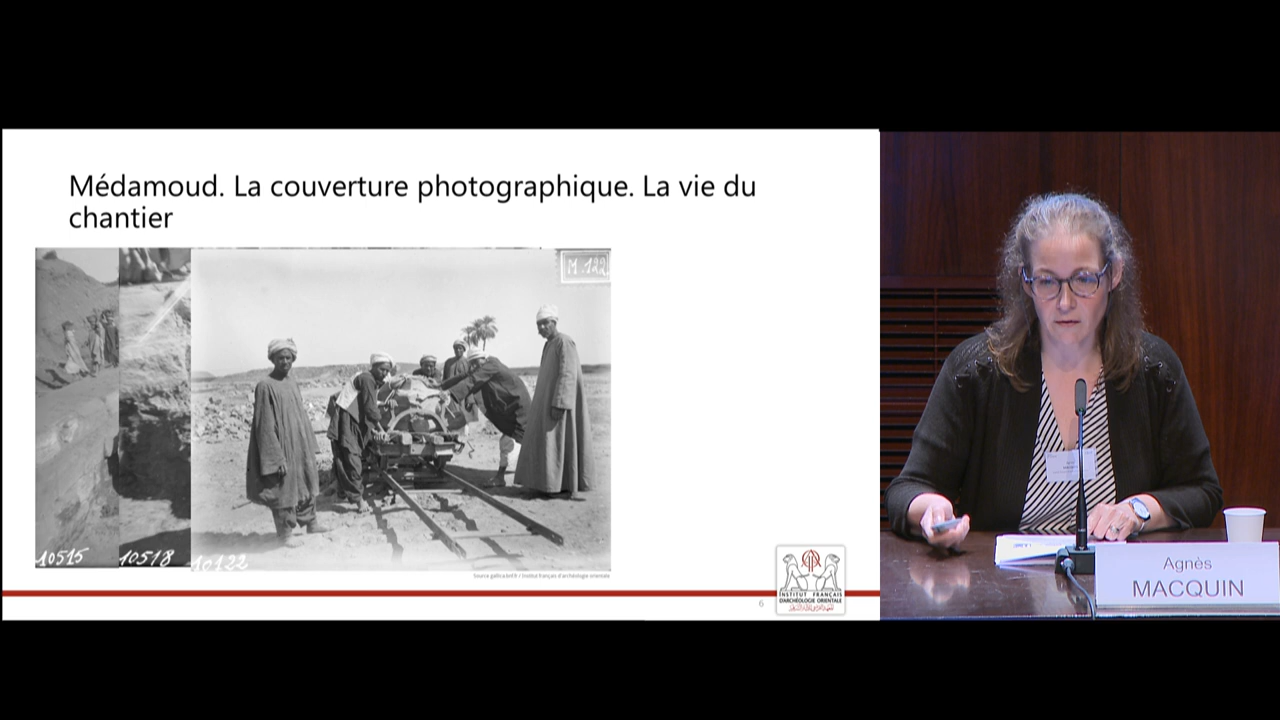 Médamoud. La couverture photographique. La vie du
chantier
M.122
10515
10518
10122
Source gallica.bnf.fr / Institut français d'archéologie orientale
6
INSTITUT FRANÇAIS
D'ARCHÉOLOGIE ORIENTALE
Agnès
MACQUIN